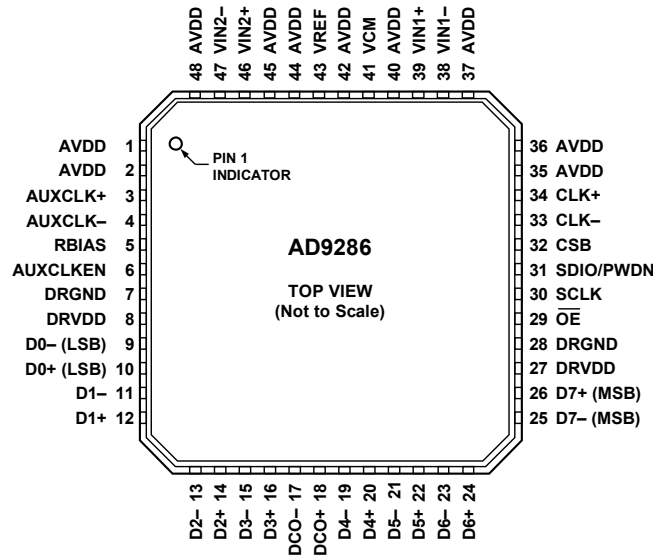 48 AVDD
47 VIN2–
46 VIN2+
45 AVDD
44 AVDD
43 VREF
42 AVDD
41 VCM
40 AVDD
39 VIN1+
38 VIN1–
37 AVDD
AVDD 1
AVDD 2
AUXCLK+ 3
AUXCLK– 4
RBIAS 5
AUXCLKEN 6
DRGND 7
DRVDD 8
D0– (LSB) 9
D0+ (LSB) 10
D1– 11
D1+ 12
PIN 1
INDICATOR
AD9286
TOP VIEW
(Not to Scale)
36 AVDD
35 AVDD
34 CLK+
33 CLK–
32 CSB
31 SDIO/PWDN
30 SCLK
29 OE
28 DRGND
27 DRVDD
26 D7+ (MSB)
25 D7– (MSB)
D2– 13
D2+ 14
D3– 15
D3+ 16
DCO– 17
DCO+ 18
D4– 19
D4+ 20
D5– 21
D5+ 22
D6– 23
D6+ 24